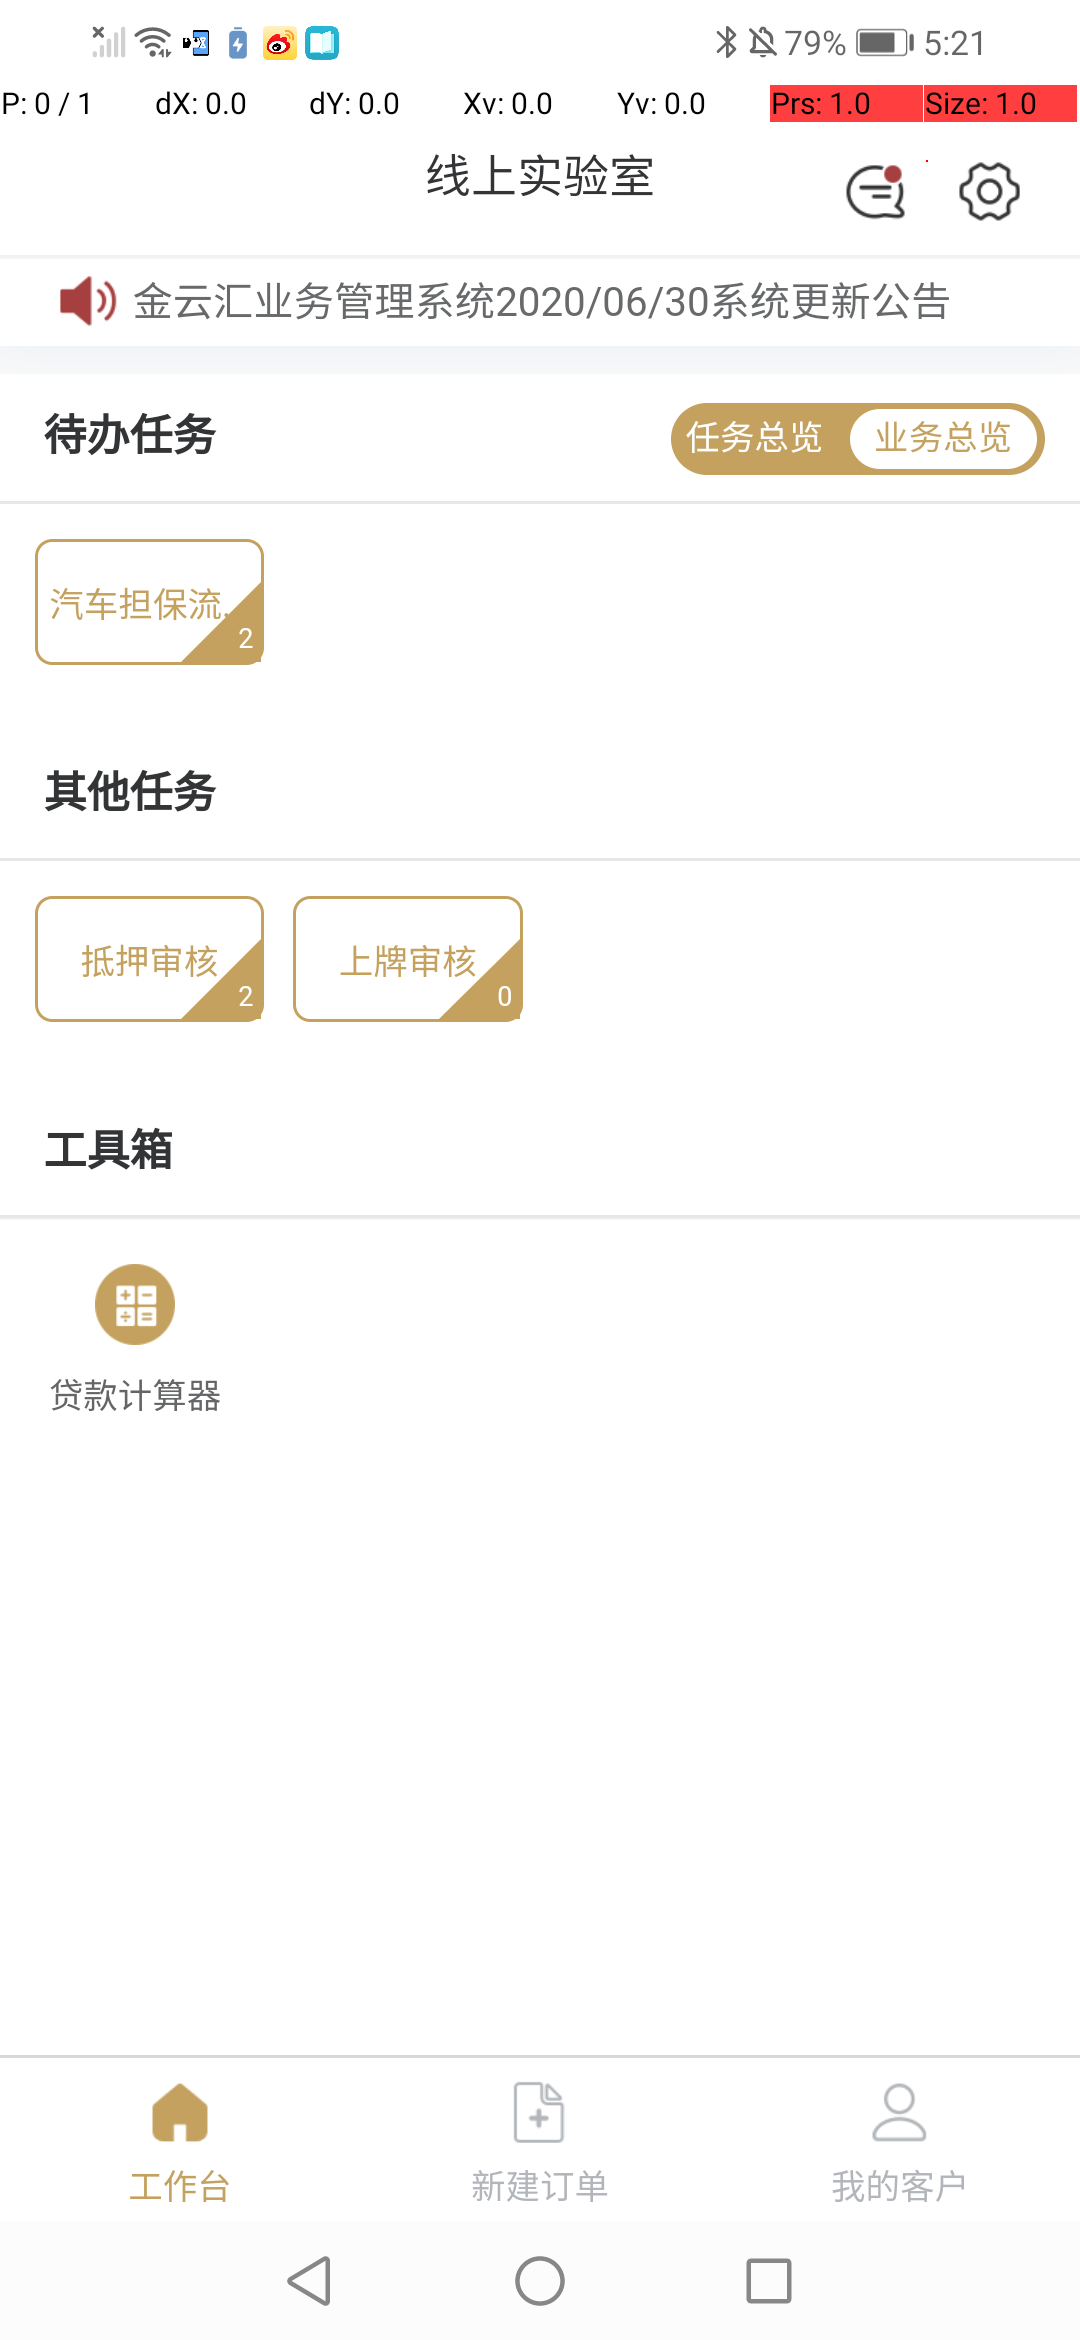 79% 5:21
P: 0 / 1 dX: 0.0 dY: 0.0 Xv: 0.0 Yv: 0.0 Prs: 1.0 Size: 1.0
线上实验室
金云汇业务管理系统2020/06/30系统更新公告
待办任务 任务总览 业务总览
汽车担保流.
2
其他任务
抵押审核 上牌审核
2 0
工具箱
贷款计算器
工作台 新建订单 我的客户